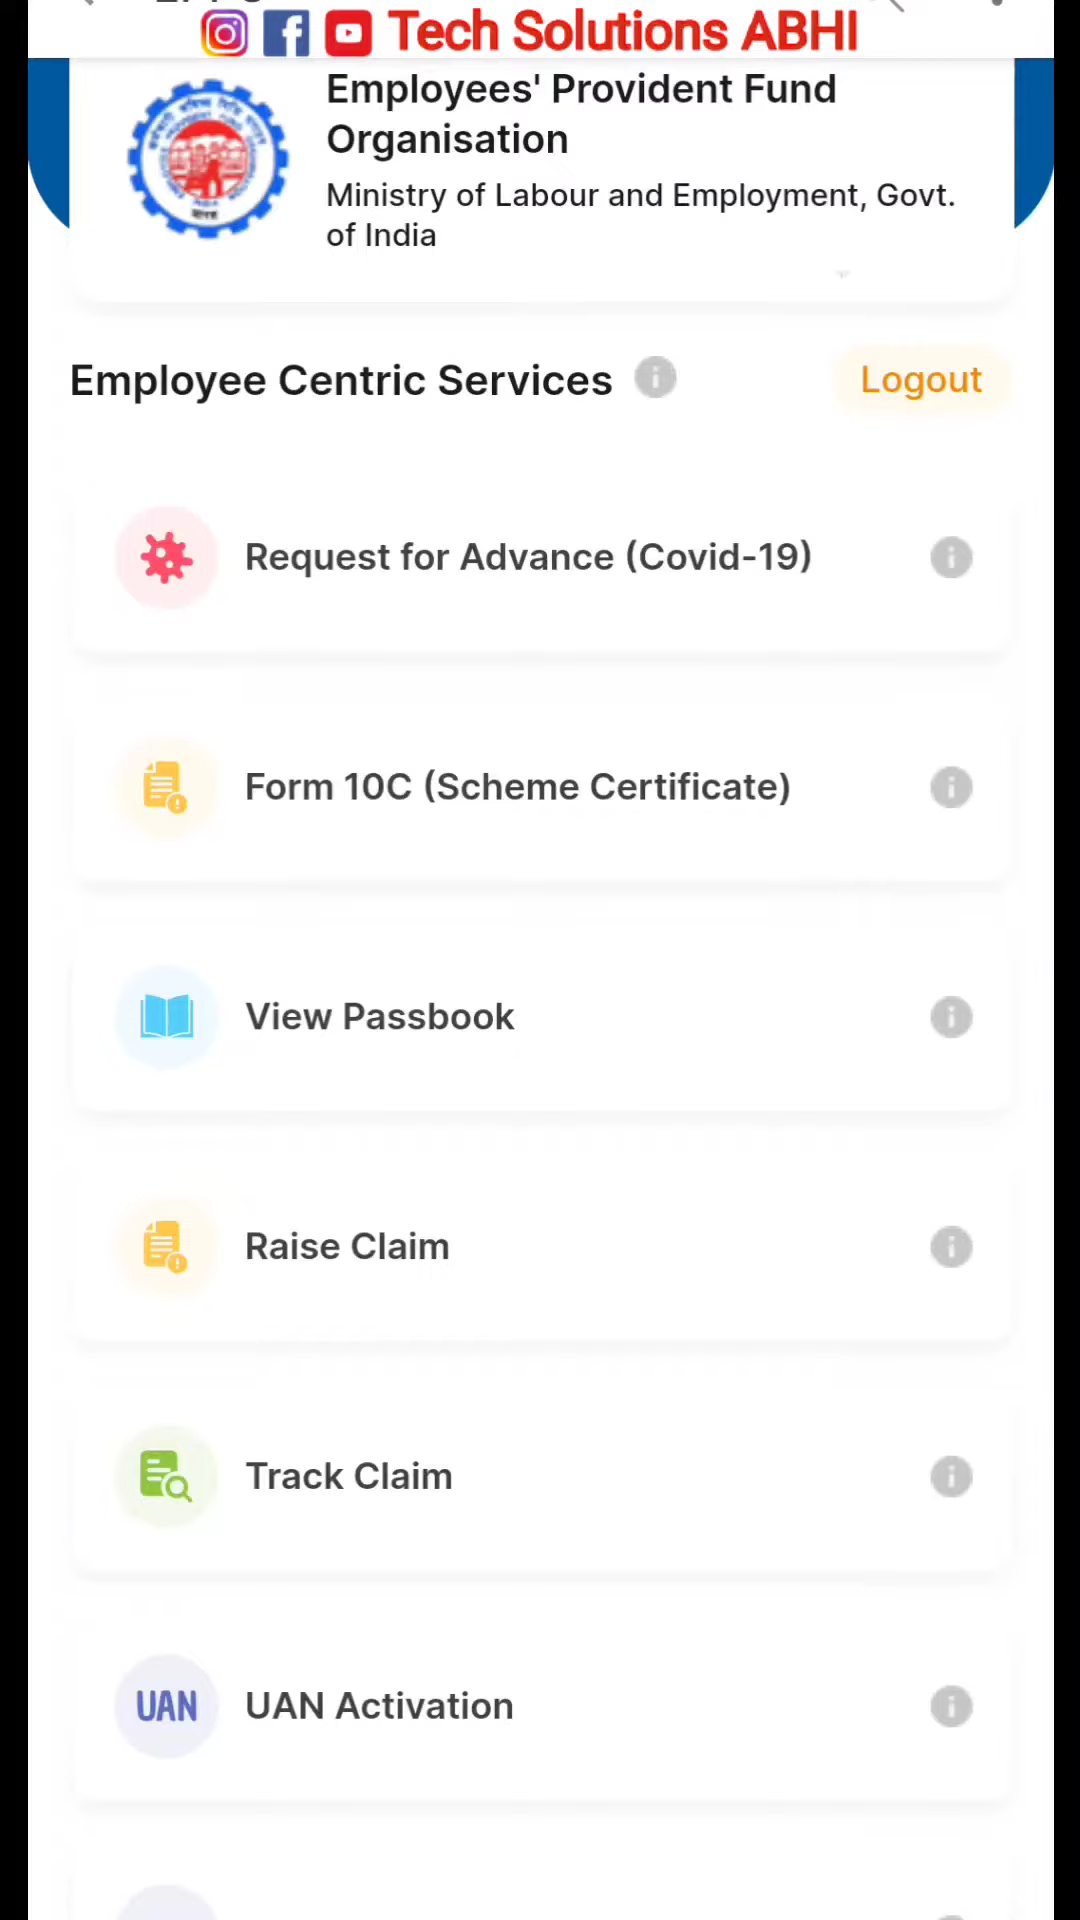 Tech Solutions ABHI
Employees' Provident Fund
Organisation
Ministry of Labour and Employment, Govt.
of India
Employee Centric Services
Logout
Request for Advance (Covid-19)
Form 10C (Scheme Certificate)
View Passbook
Raise Claim
Track Claim
UAN
UAN Activation